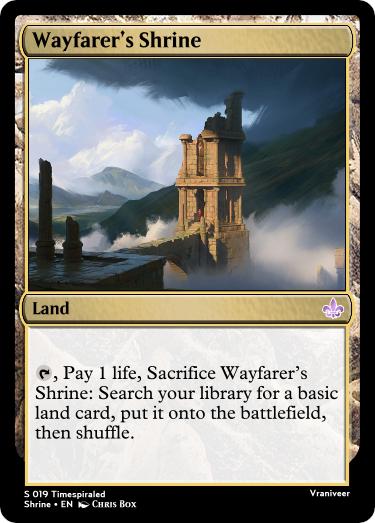 Wayfarer's Shrine
Land
, Pay 1 life, Sacrifice Wayfarer's
Shrine: Search your library for a basic
land card, put it onto the battlefield,
then shuffle.
S 019 Timespiraled
Vraniveer
Shrine • EN Chris Box